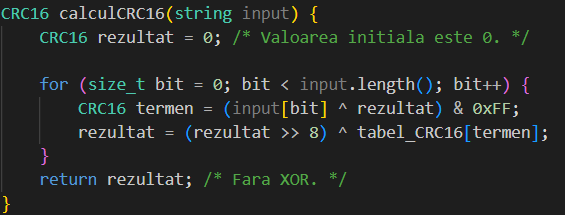 CRC16 calculCRC16(string input) {
    CRC16 rezultat = 0; /* Valoarea initiala este 0. */

    for (size_t bit = 0; bit < input.length(); bit++) {
        CRC16 termen = (input[bit] ^ rezultat) & 0xFF;
        rezultat = (rezultat >> 8) ^ tabel_CRC16[termen];
    }
    return rezultat; /* Fara XOR. */
}